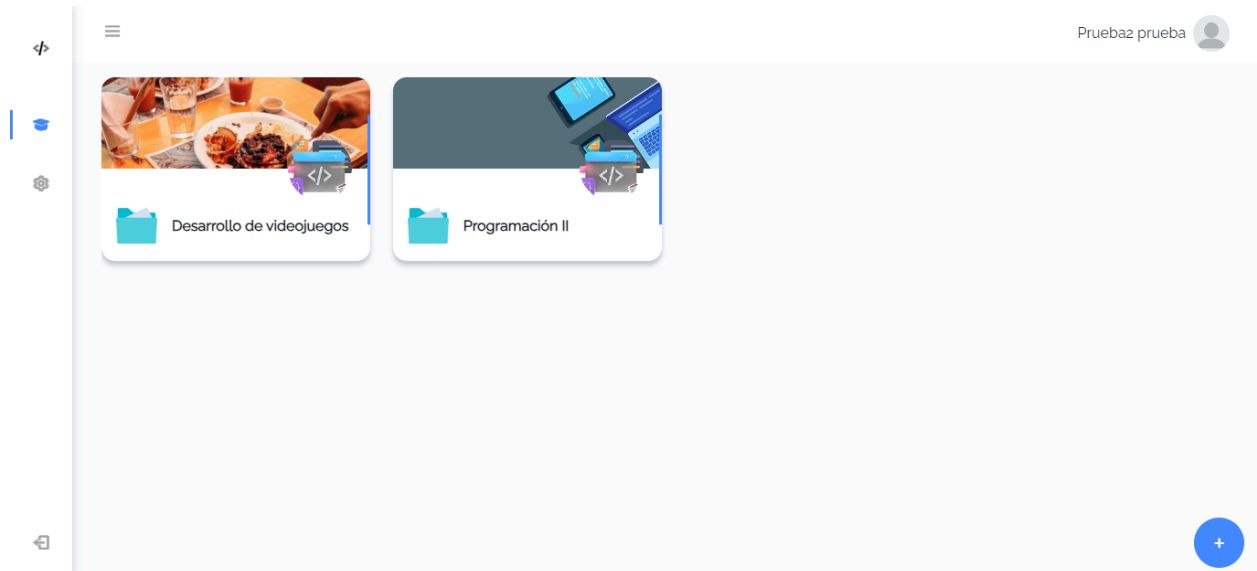 </>
Prueba2 prueba
</>
</>
Desarrollo de videojuegos
Programación II
+